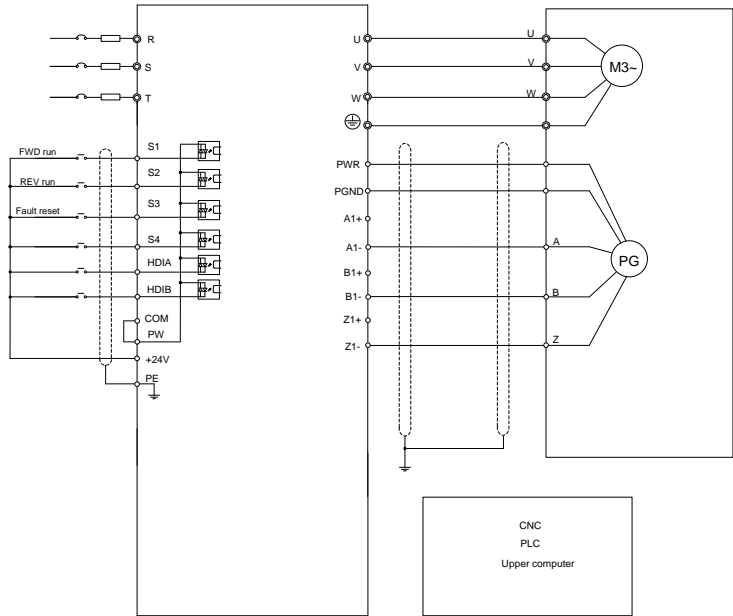 R
S
T
U
V
W
U
V
W
M3~
FWD run
REV run
Fault reset
S1
S2
S3
S4
HDIA
HDIB
COM
PW
+24V
PE
PWR
PGND
A1+
A1-
B1+
B1-
Z1+
Z1-
A
B
Z
PG
CNC
PLC
Upper computer